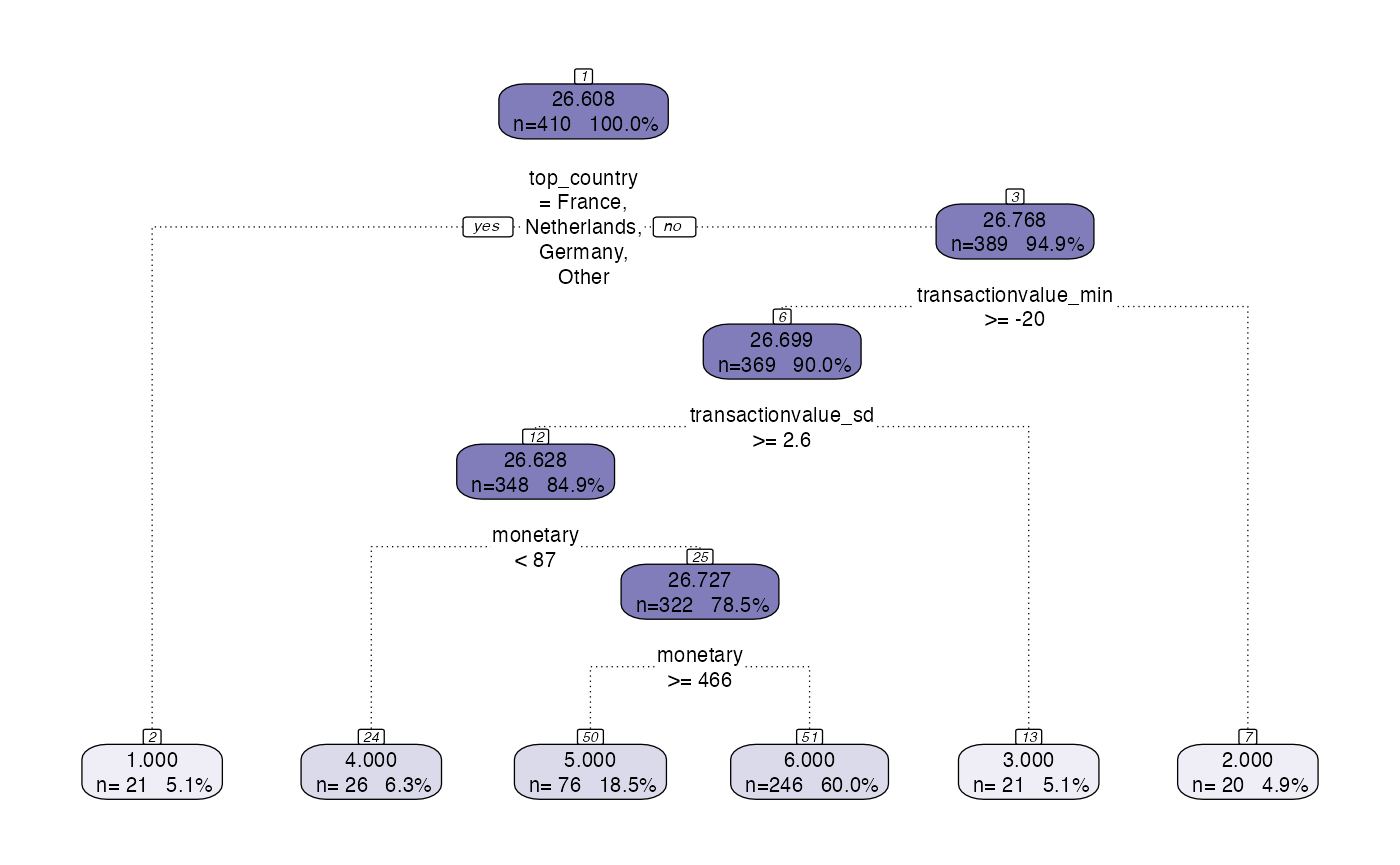 1
26.608
n=410 100.0%
top_country
= France,
Netherlands,
Germany,
Other
yes
no
3
26.768
n=389 94.9%
transactionvalue_min
>= -20
6
26.699
n=369 90.0%
transactionvalue_sd
>= 2.6
12
26.628
n=348 84.9%
monetary
< 87
25
26.727
n=322 78.5%
monetary
>= 466
2
1.000
n= 21 5.1%
24
4.000
n= 26 6.3%
50
5.000
n= 76 18.5%
51
6.000
n=246 60.0%
13
3.000
n= 21 5.1%
7
2.000
n= 20 4.9%